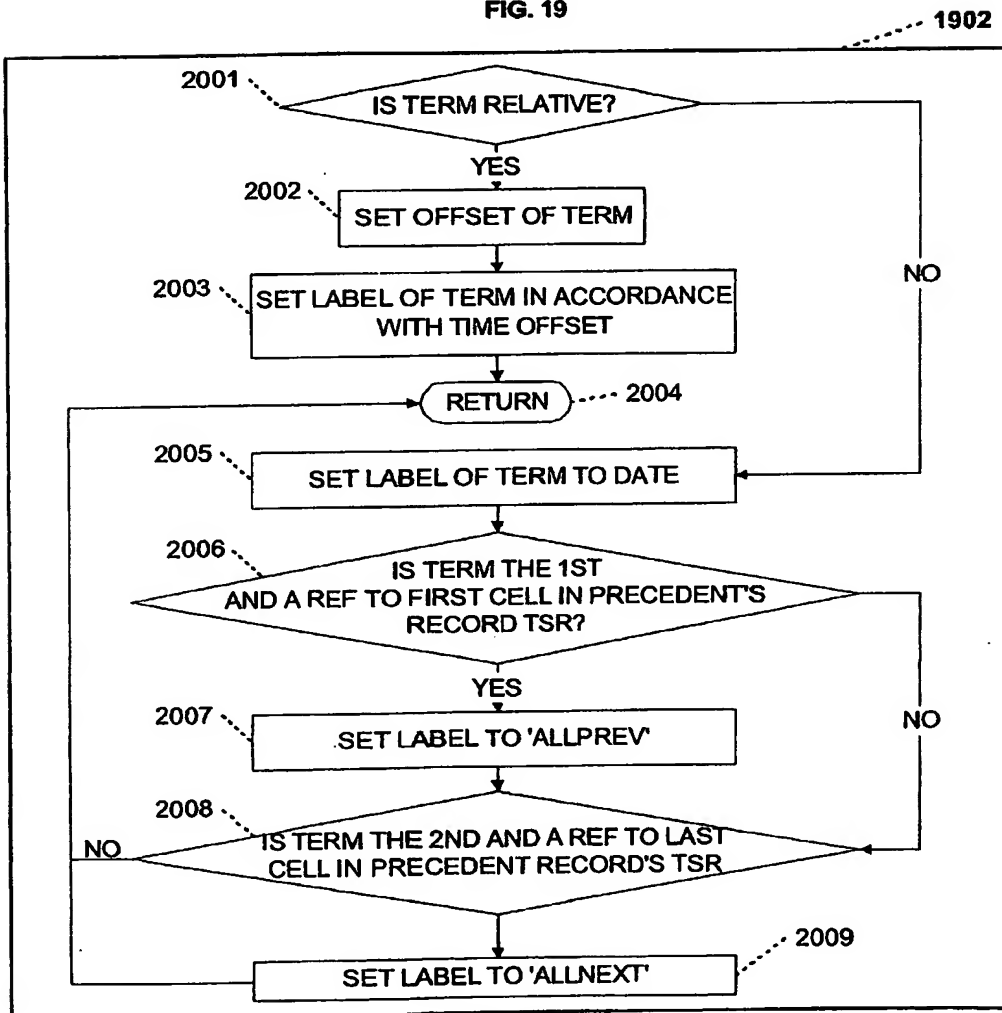 FIG. 19
1902
2001
IS TERM RELATIVE?
YES
2002
SET OFFSET OF TERM
NO
2003
SET LABEL OF TERM IN ACCORDANCE
WITH TIME OFFSET
RETURN
2004
2005
SET LABEL OF TERM TO DATE
2006
IS TERM THE 1ST
AND A REF TO FIRST CELL IN PRECEDENT'S
RECORD TSR?
YES
NO
2007
SET LABEL TO 'ALLPREV'
2008
NO
IS TERM THE 2ND AND A REF TO LAST
CELL IN PRECEDENT RECORD'S TSR
2009
SET LABEL TO 'ALLNEXT'